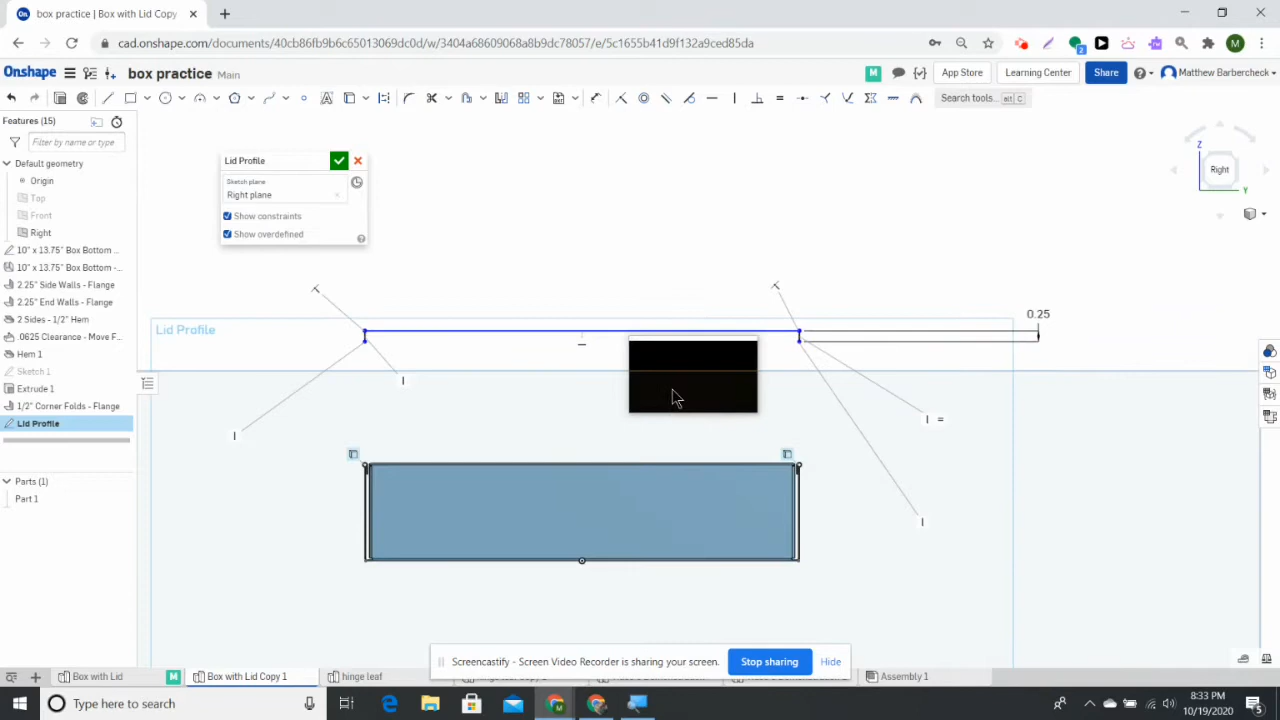 box practice | Box with Lid Copy
cad.onshape.com/documents/40cb86fb9b6c65013069dc0d/w/3404a68609068a8b9dc78057/e/5c1655b41d9f132a9ced85da
Onshape
box practice Main
App Store
Learning Center
Share
Matthew Barbercheck
Search tools... alt C
Features (15)
Filter by name or type
Default geometry
Origin
Top
Front
Right
10" x 13.75" Box Bottom ...
10" x 13.75" Box Bottom -...
2.25" Side Walls - Flange
2.25" End Walls - Flange
2 Sides - 1/2" Hem
.0625 Clearance - Move F...
Hem 1
Sketch 1
Extrude 1
1/2" Corner Folds - Flange
Lid Profile
Parts (1)
Part 1
Lid Profile
Sketch plane
Right plane
Show constraints
Show overdefined
Lid Profile
0.25
Z
Right
Y
Screencastify - Screen Video Recorder is sharing your screen.
Stop sharing
Hide
Box with Lid
M
Box with Lid Copy 1
hinge leaf
Assembly 1
Type here to search
8:33 PM
10/19/2020